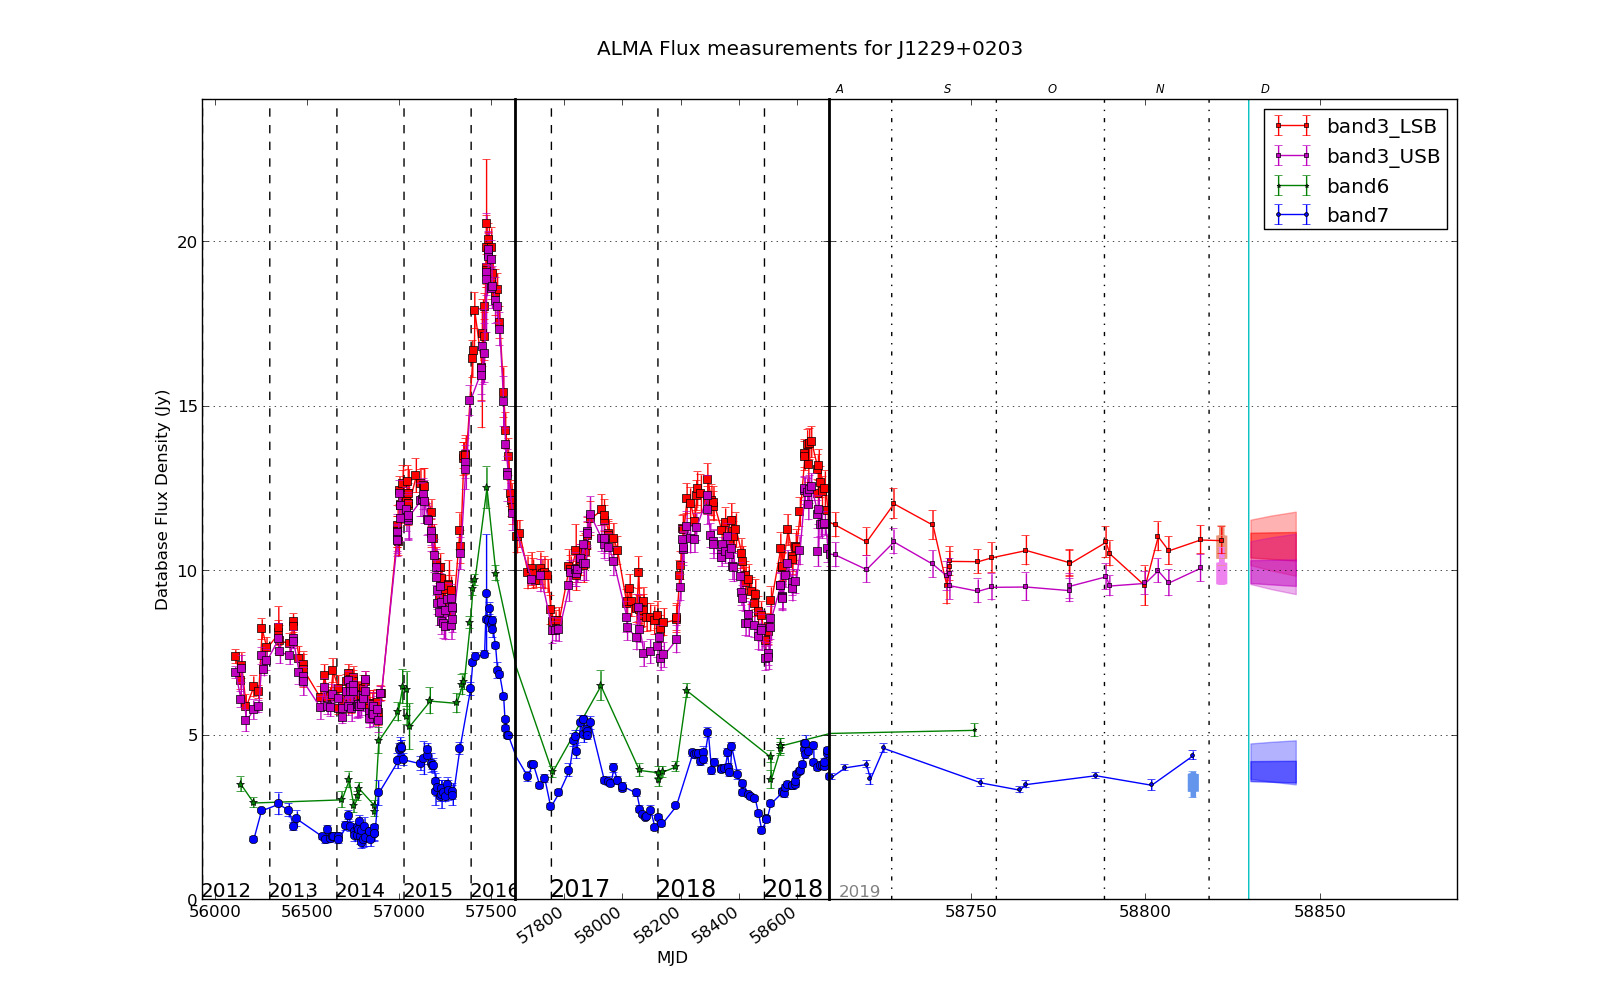 ALMA Flux measurements for J1229+0203
A S O N D
band3_LSB
band3_USB
band6
band7
Database Flux Density (Jy)
20
15
10
5
0
2012 2013 2014 2015 2016 2017 2018 2018 2019
56000 56500 57000 57500 57800 58000 58200 58400 58600 58750 58800 58850
MJD